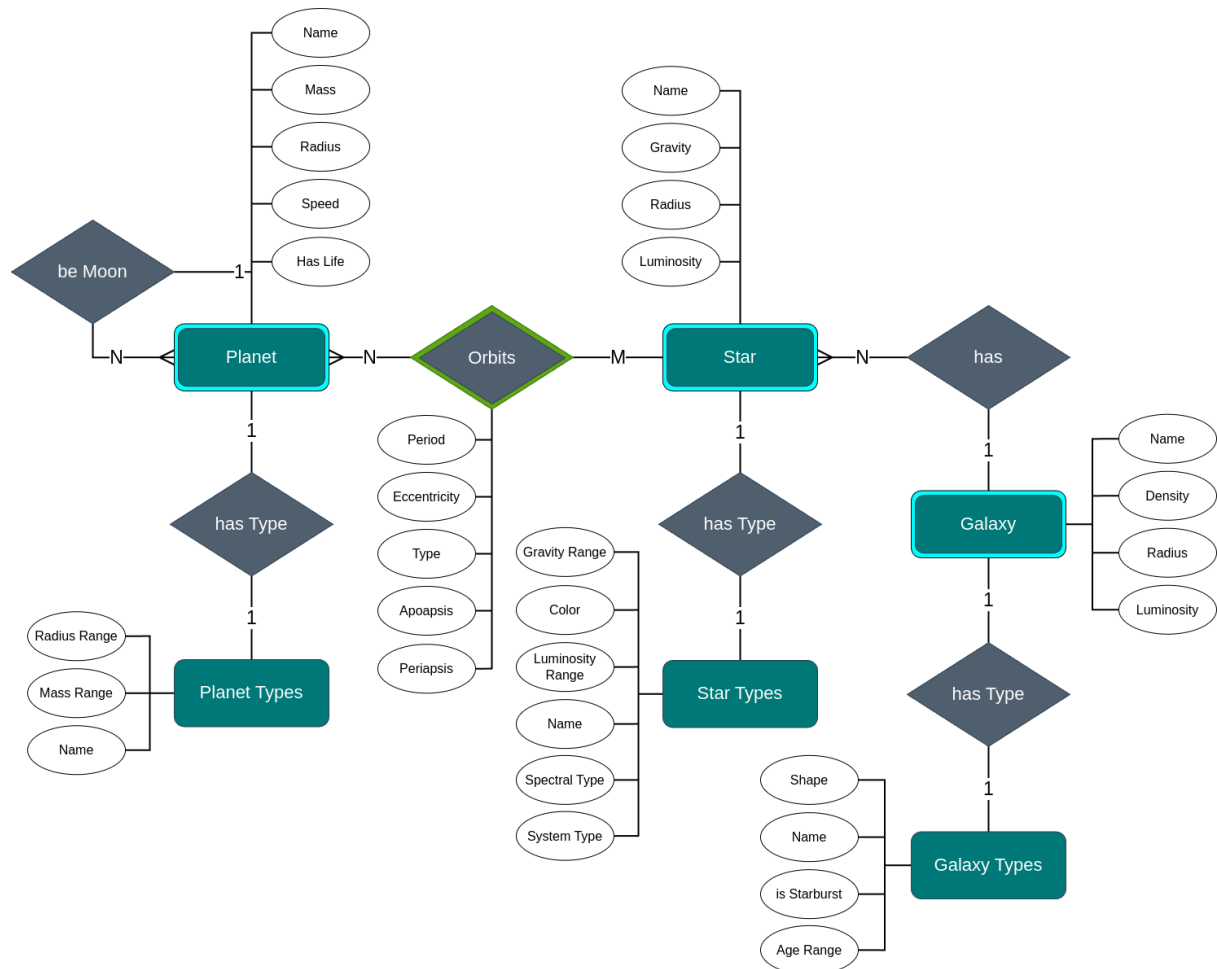 Name
Mass
Radius
Speed
Has Life
be Moon
1
N
Planet
N
Orbits
M
Name
Gravity
Radius
Luminosity
Star
N
has
1
Galaxy
Name
Density
Radius
Luminosity
1
has Type
1
Radius Range
Mass Range
Name
Planet Types
Period
Eccentricity
Type
Apoapsis
Periapsis
1
has Type
1
Gravity Range
Color
Luminosity
Range
Name
Spectral Type
System Type
Star Types
1
has Type
1
Shape
Name
is Starburst
Age Range
Galaxy Types